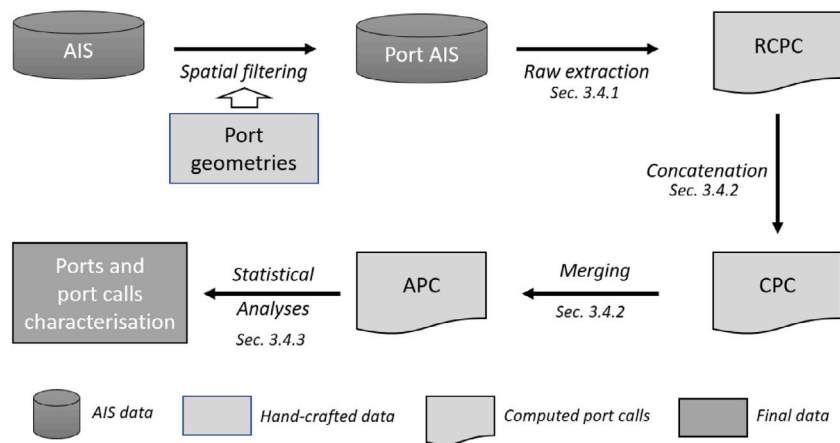 AIS
Spatial filtering
Port AIS
Raw extraction
Sec. 3.4.1
RCPC
Port
geometries
Concatenation
Sec. 3.4.2
Ports and
port calls
characterisation
Statistical
Analyses
Sec. 3.4.3
APC
Merging
Sec. 3.4.2
CPC
AIS data
Hand-crafted data
Computed port calls
Final data